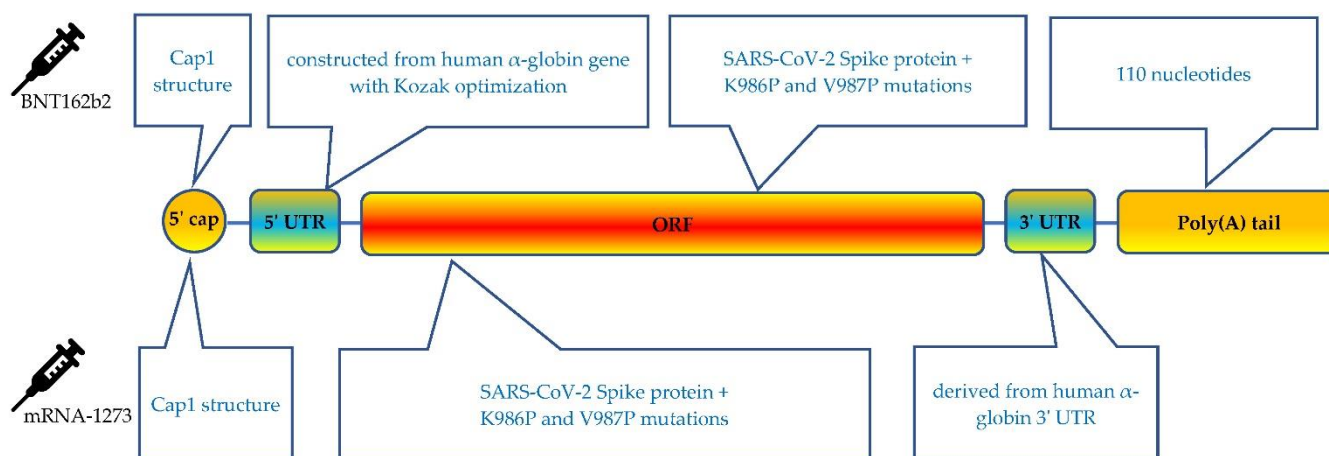 Cap1
structure
constructed from human α-globin gene
with Kozak optimization
SARS-CoV-2 Spike protein +
K986P and V987P mutations
110 nucleotides
BNT162b2
5' cap
5' UTR
ORF
3' UTR
Poly(A) tail
Cap1 structure
SARS-CoV-2 Spike protein +
K986P and V987P mutations
derived from human α-
globin 3' UTR
mRNA-1273